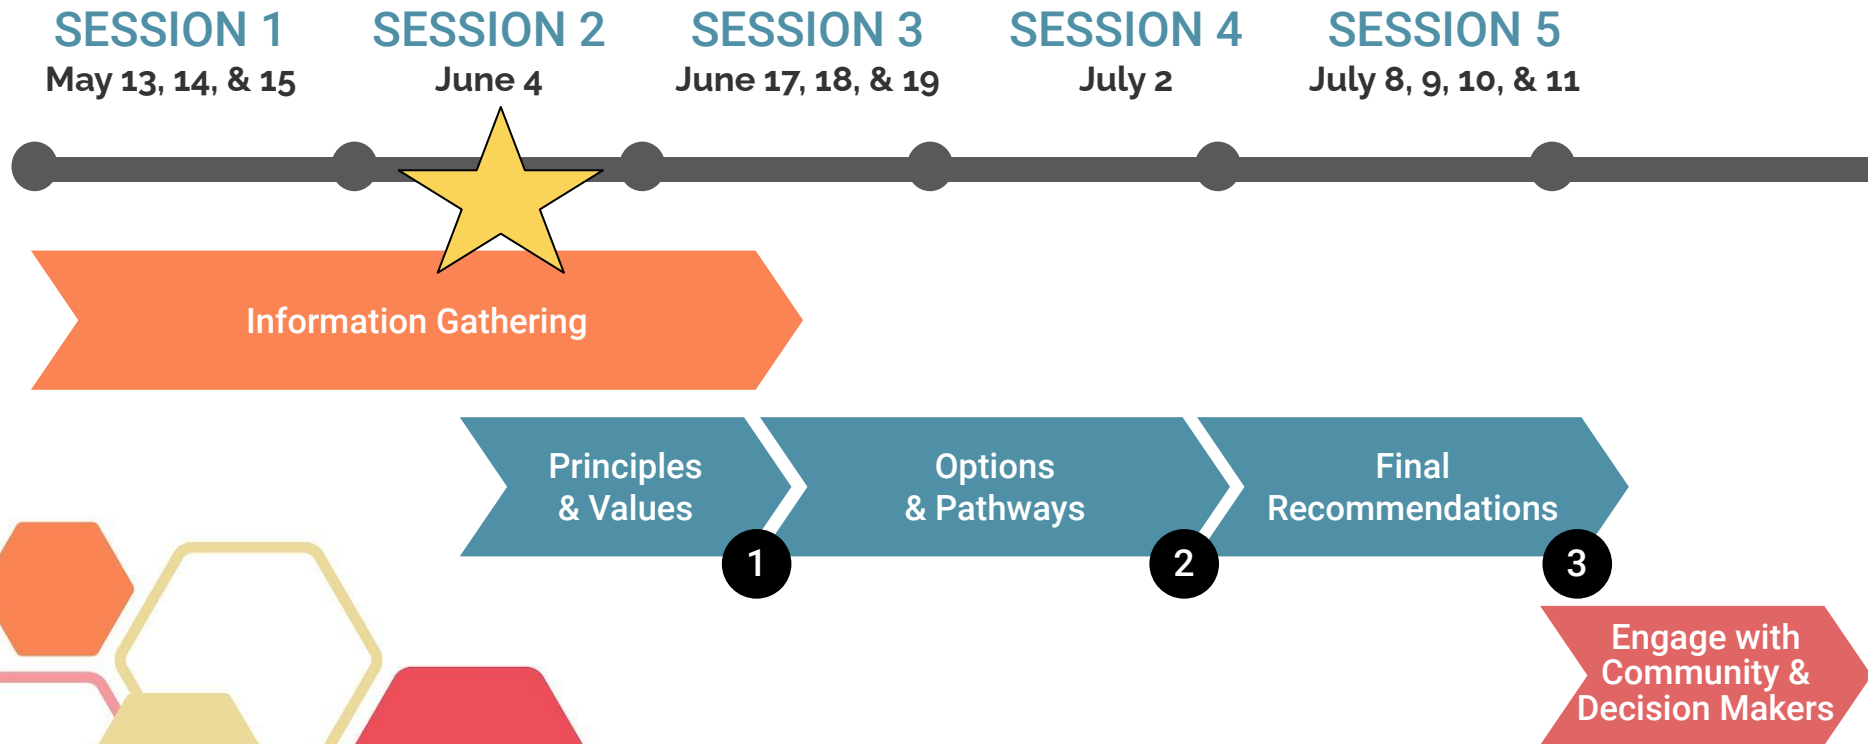 SESSION 1
May 13, 14, & 15
SESSION 2
June 4
SESSION 3
June 17, 18, & 19
SESSION 4
July 2
SESSION 5
July 8, 9, 10, & 11
Information Gathering
Principles
& Values
1
Options
& Pathways
2
Final
Recommendations
3
Engage with
Community &
Decision Makers